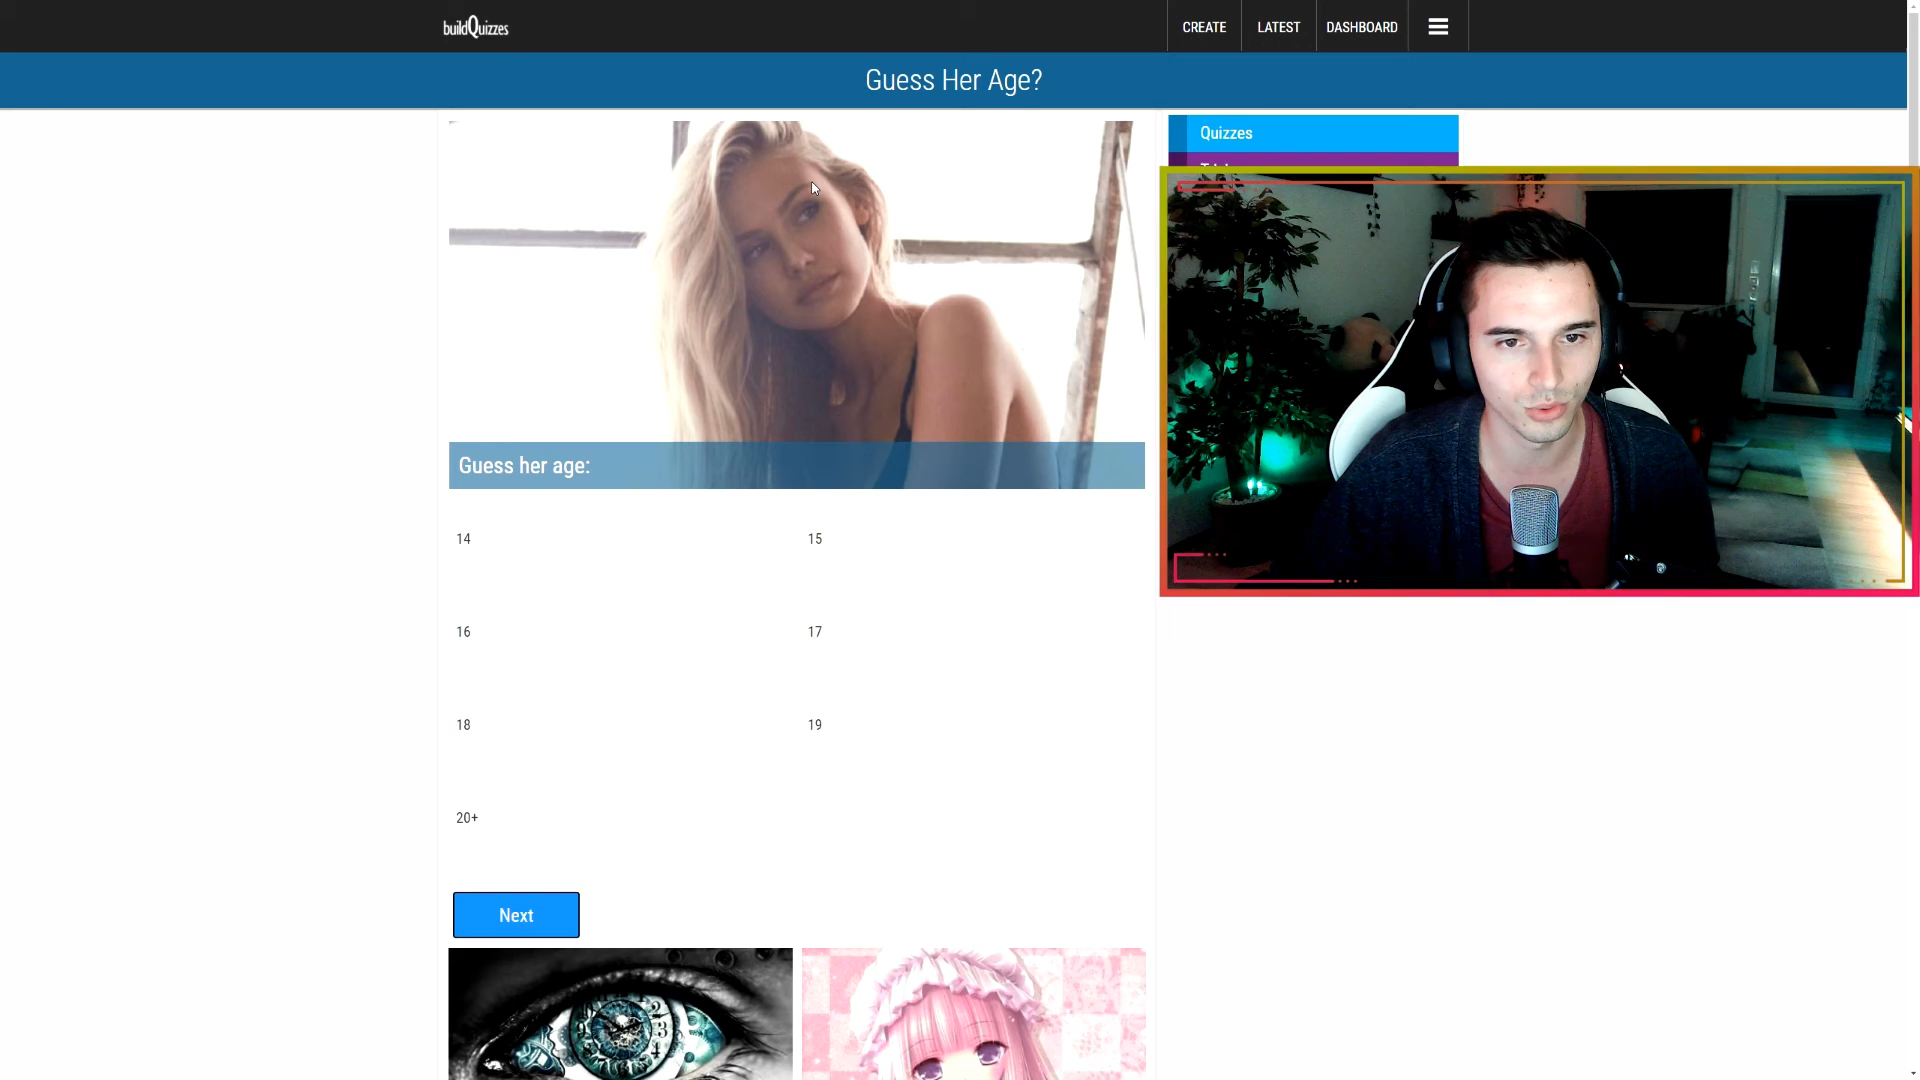 buildQuizzes
CREATE
LATEST
DASHBOARD
Guess Her Age?
Quizzes
Guess her age:
14
15
16
17
18
19
20+
Next